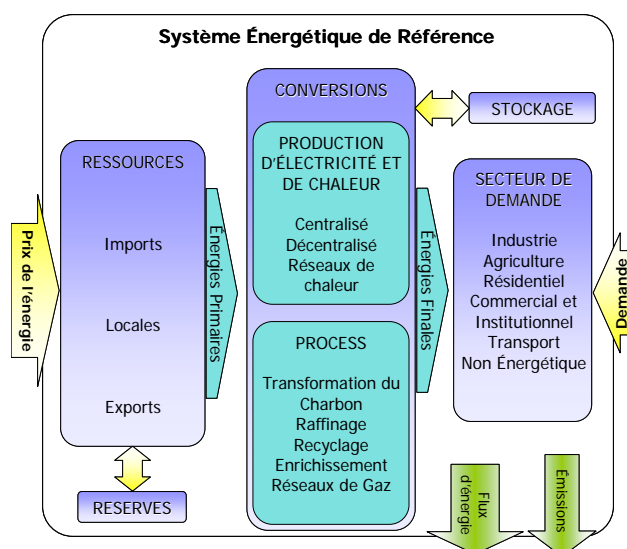 Système Énergétique de Référence
CONVERSIONS
STOCKAGE
RESSOURCES
Imports
Locales
Exports
PRODUCTION
D'ÉLECTRICITÉ ET
DE CHALEUR
Centralisé
Décentralisé
Réseaux de
chaleur
SECTEUR DE
DEMANDE
Industrie
Agriculture
Résidentiel
Commercial et
Institutionnel
Transport
Non Énergétique
Prix de l'énergie
Énergies Primaires
Énergies Finales
Demande
PROCESS
Transformation du
Charbon
Raffinage
Recyclage
Enrichissement
Réseaux de Gaz
RESERVES
Flux
d'énergie
Émissions